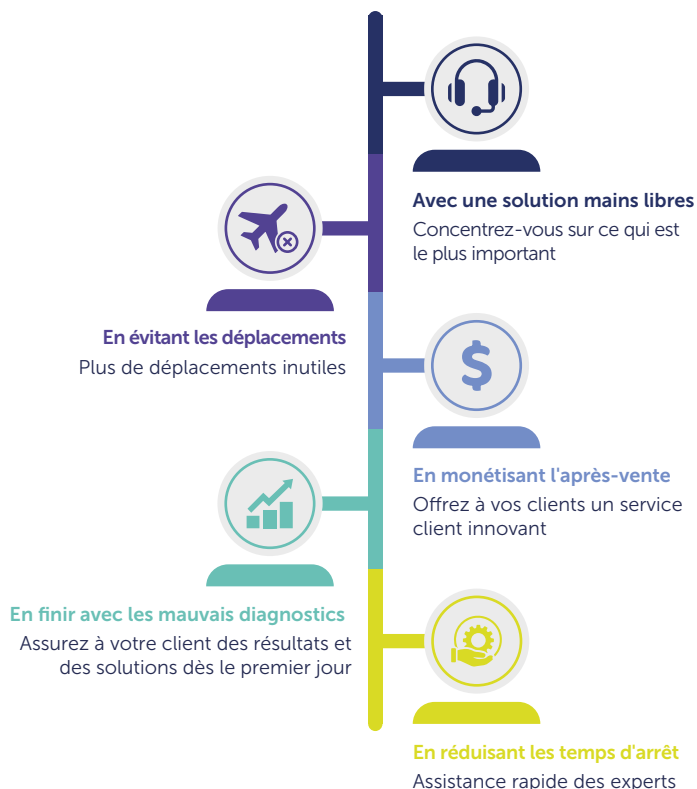 Avec une solution mains libres
Concentrez-vous sur ce qui est
le plus important
En évitant les déplacements
Plus de déplacements inutiles
$
En monétisant l'après-vente
Offrez à vos clients un service
client innovant
En finir avec les mauvais diagnostics
Assurez à votre client des résultats et
des solutions dès le premier jour
En réduisant les temps d'arrêt
Assistance rapide des experts